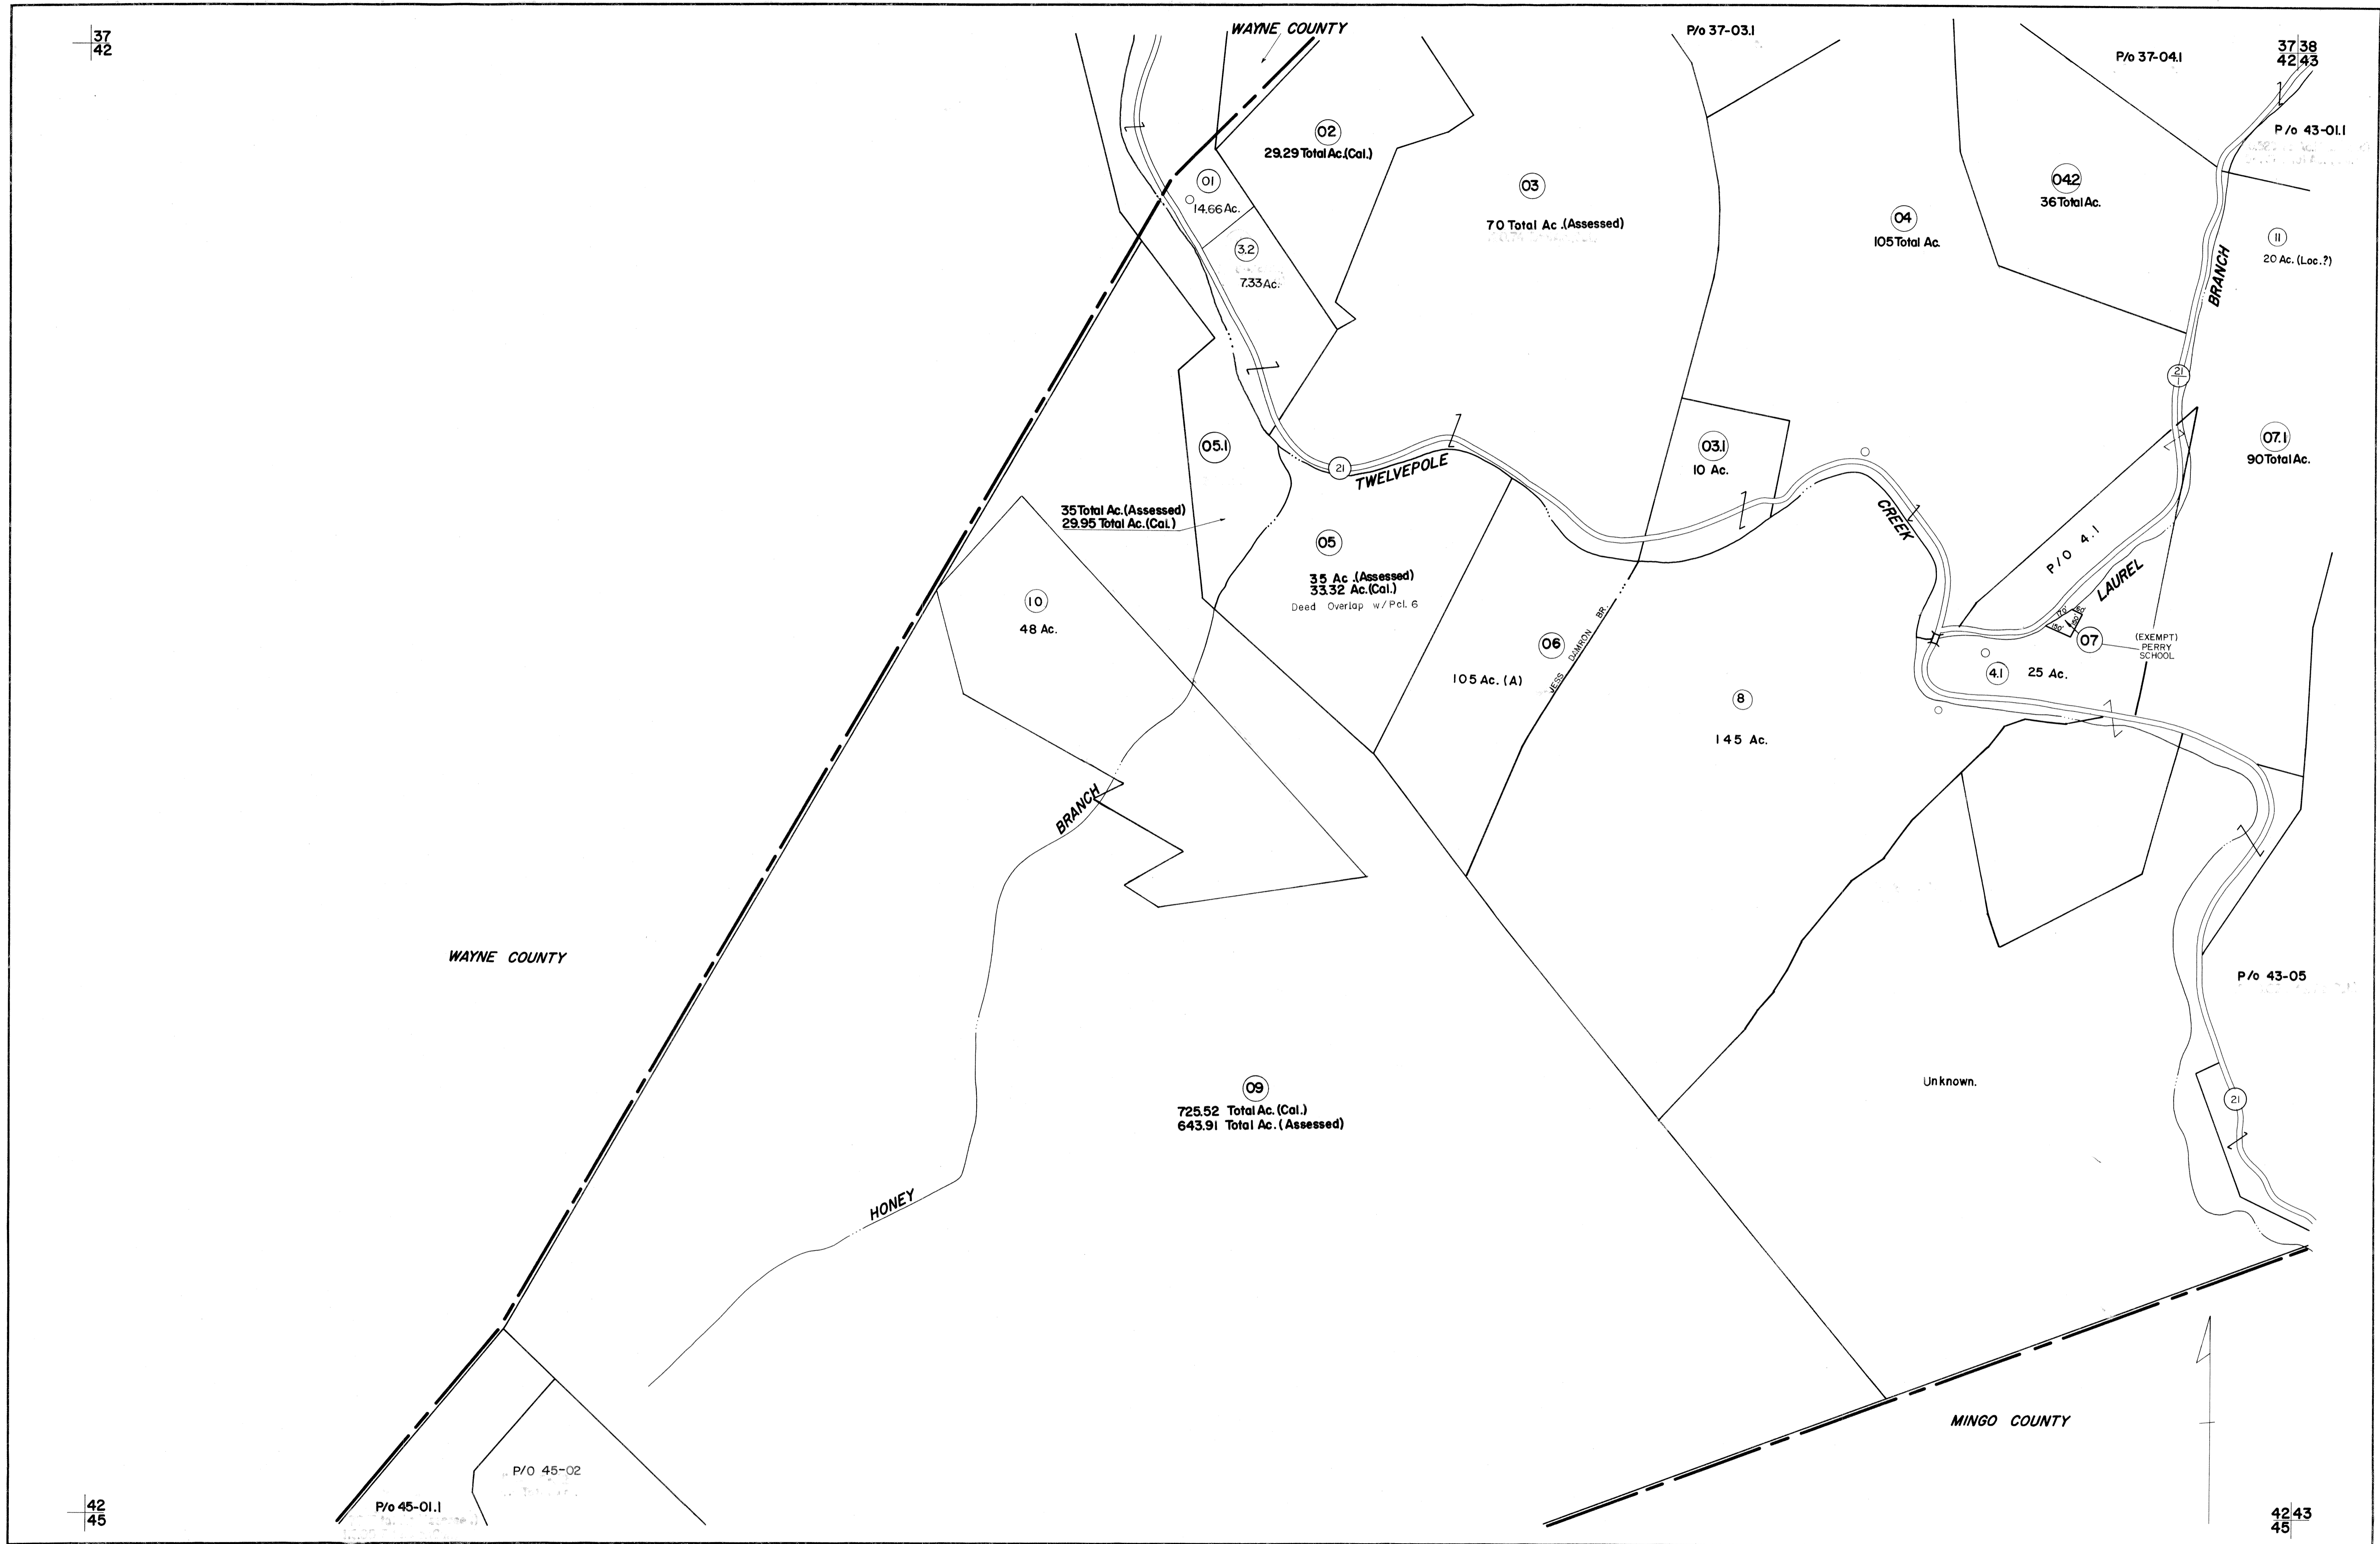 37
42
WAYNE COUNTY
P/o 37-03.1
P/o 37-04.1
37 38
42 43
P/o 43-01.1
02
29.29 Total Ac.(Cal.)
01
14.66 Ac.
3.2
7.33 Ac.
03
70 Total Ac.(Assessed)
04
105 Total Ac.
042
36 Total Ac.
11
20 Ac. (Loc.?)
BRANCH
21
1
07.1
90 Total Ac.
05.1
35 Total Ac.(Assessed)
29.95 Total Ac.(Cal.)
21
TWELVEPOLE
03.1
10 Ac.
CREEK
P/O 4.1
LAUREL
05
35 Ac.(Assessed)
33.32 Ac.(Cal.)
Deed Overlap w/Pcl. 6
10
48 Ac.
06
105 Ac. (A)
JESS DAMRON BR.
8
145 Ac.
170'
150'
07
(EXEMPT)
PERRY
SCHOOL
4.1
25 Ac.
BRANCH
WAYNE COUNTY
P/o 43-05
09
725.52 Total Ac. (Cal.)
643.91 Total Ac. (Assessed)
Unknown.
21
HONEY
MINGO COUNTY
P/O 45-02
P/o 45-01.1
42
45
42 43
45